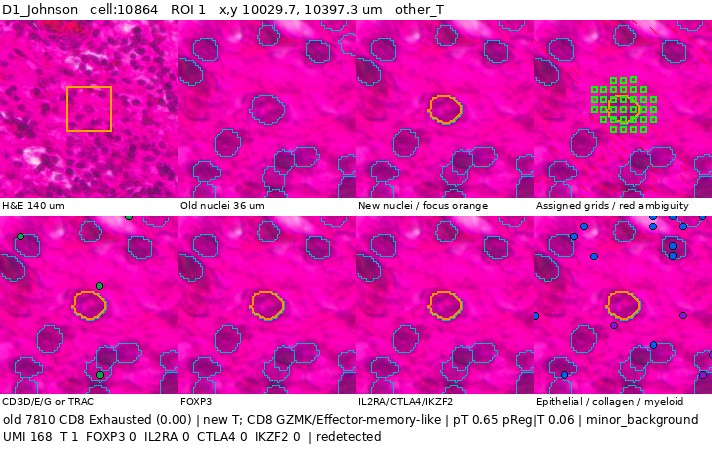 D1_Johnson cell:10864 ROI 1 x,y 10029.7, 10397.3 um other_T
H&E 140 um
Old nuclei 36 um
New nuclei / focus orange
Assigned grids / red ambiguity
CD3D/E/G or TRAC
FOXP3
IL2RA/CTLA4/IKZF2
Epithelial / collagen / myeloid
old 7810 CD8 Exhausted (0.00) | new T; CD8 GZMK/Effector-memory-like | pT 0.65 pReg|T 0.06 | minor_background
UMI 168 T 1 FOXP3 0 IL2RA 0 CTLA4 0 IKZF2 0 | redetected